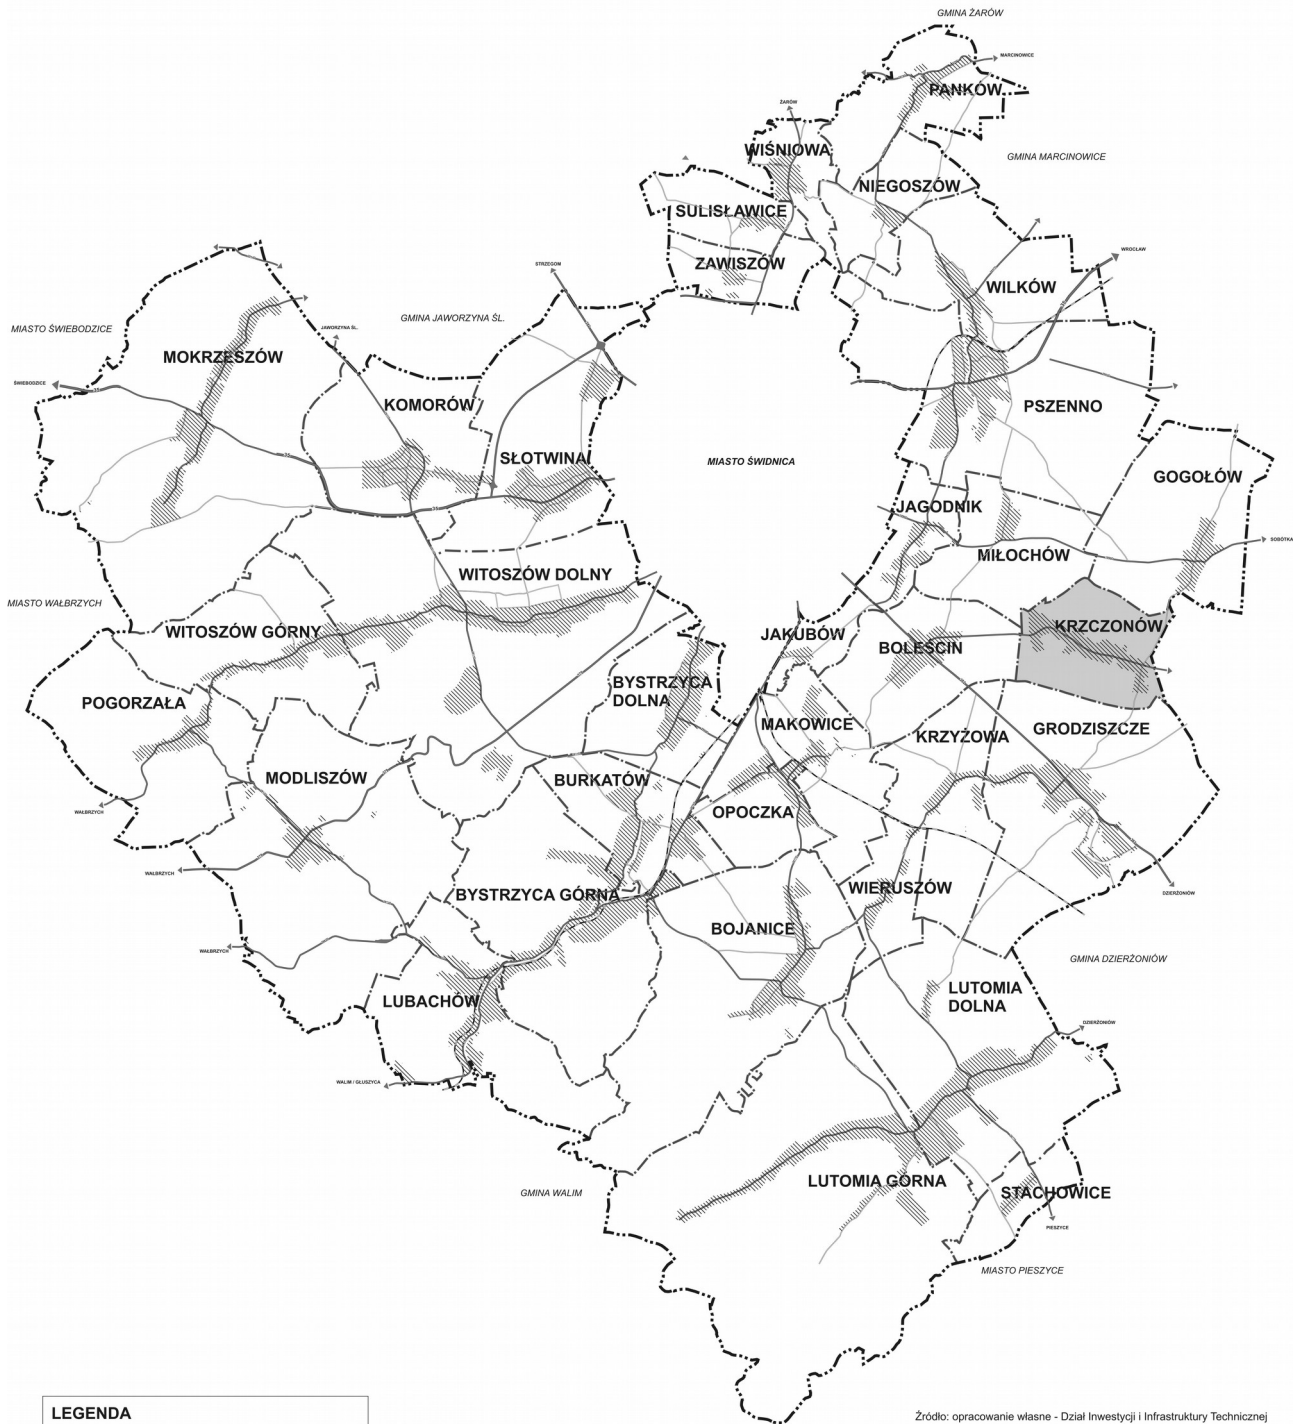 GMINA ŻARÓW
MARCINOWICE
PANKÓW
ŻARÓW
WIŚNIOWA
GMINA MARCINOWICE
NIEGOSZÓW
SULISŁAWICE
ZAWISZÓW
WROCŁAW
STRZEGOM
WILKÓW
MIASTO ŚWIEBODZICE
GMINA JAWORZYNA ŚL.
JAWORZYNA ŚL.
MOKRZESZÓW
ŚWIEBODZICE
KOMORÓW
PSZENNO
SŁOTWINA
MIASTO ŚWIDNICA
GOGOŁÓW
JAGODNIK
SOBÓTKA
MIŁOCHÓW
WITOSZÓW DOLNY
MIASTO WAŁBRZYCH
WITOSZÓW GÓRNY
JAKUBÓW
KRZCZONÓW
BOLEŚCIN
BYSTRZYCA
DOLNA
POGORZAŁA
MAKOWICE
KRZYŻOWA
GRODZISZCZE
MODLISZÓW
BURKATÓW
OPOCZKA
WAŁBRZYCH
WAŁBRZYCH
BYSTRZYCA GÓRNA
WIERUSZÓW
DZIERŻONIÓW
BOJANICE
WAŁBRZYCH
GMINA DZIERŻONIÓW
LUBACHÓW
LUTOMIA
DOLNA
DZIERŻONIÓW
WALIM / GŁUSZYCA
LUTOMIA GÓRNA
GMINA WALIM
STACHOWICE
PIESZYCE
MIASTO PIESZYCE
LEGENDA
Źródło: opracowanie własne - Dział Inwestycji i Infrastruktury Technicznej